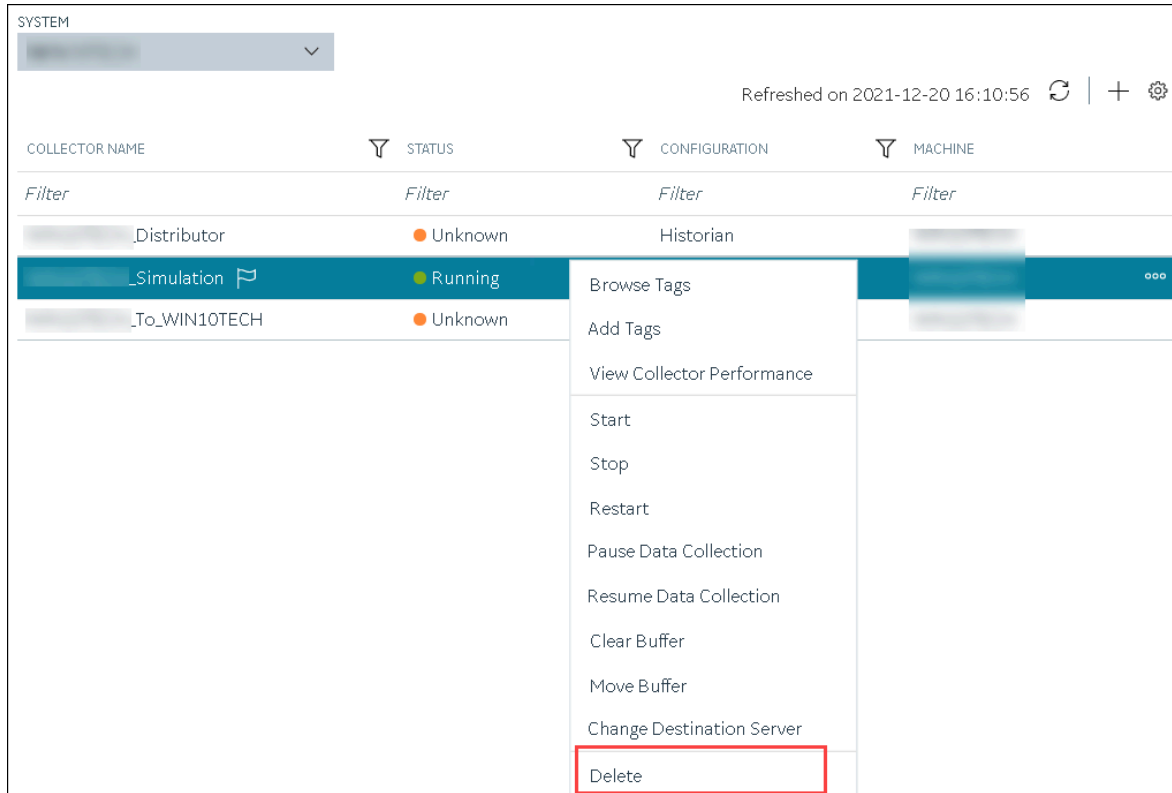 SYSTEM
Refreshed on 2021-12-20 16:10:56
COLLECTOR NAME STATUS CONFIGURATION MACHINE
Filter Filter Filter Filter
_Distributor Unknown Historian
_Simulation Running
_To_WIN10TECH Unknown
Browse Tags
Add Tags
View Collector Performance
Start
Stop
Restart
Pause Data Collection
Resume Data Collection
Clear Buffer
Move Buffer
Change Destination Server
Delete